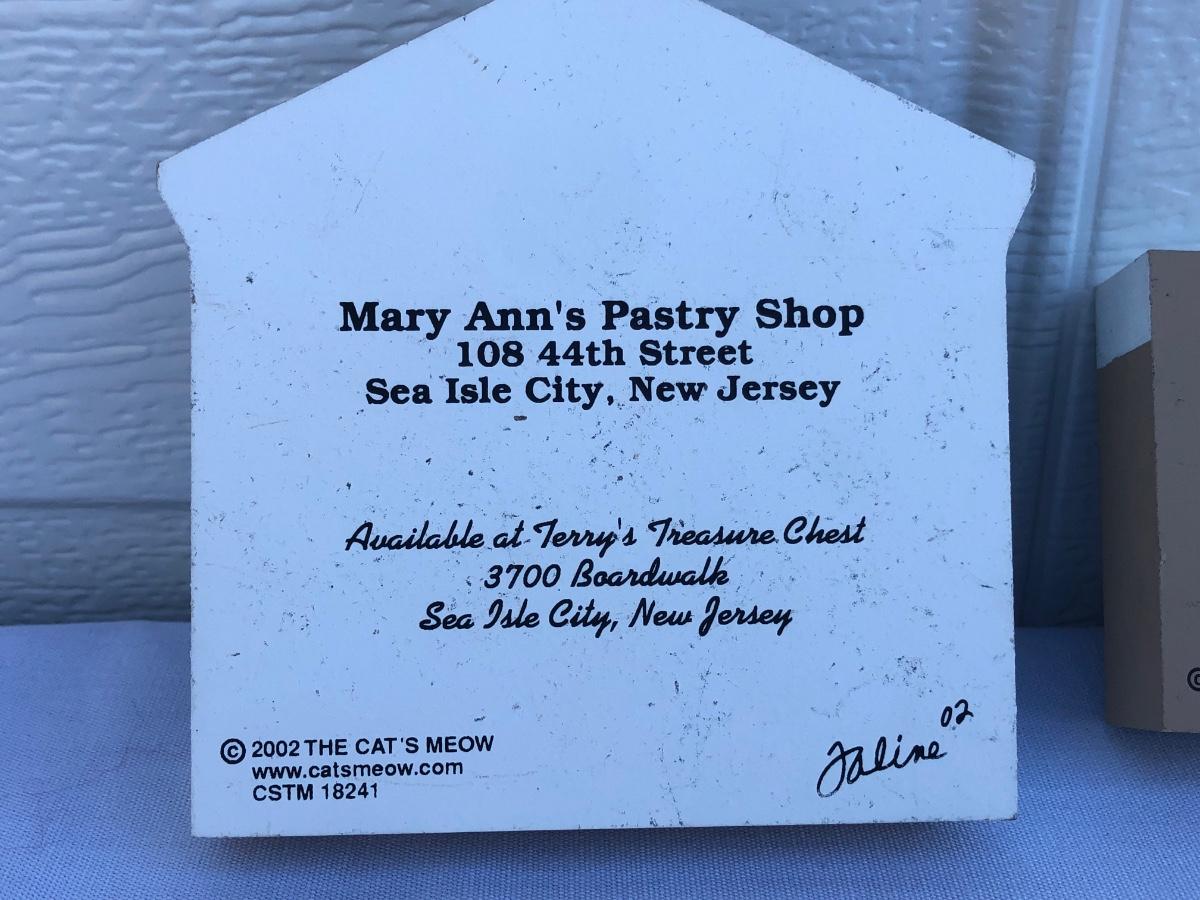 Mary Ann's Pastry Shop
108 44th Street
Sea Isle City, New Jersey
Available at Terry's Treasure Chest
3700 Boardwalk
Sea Isle City, New Jersey
© 2002 THE CAT'S MEOW
www.catsmeow.com
CSTM 18241
Faline 02
©